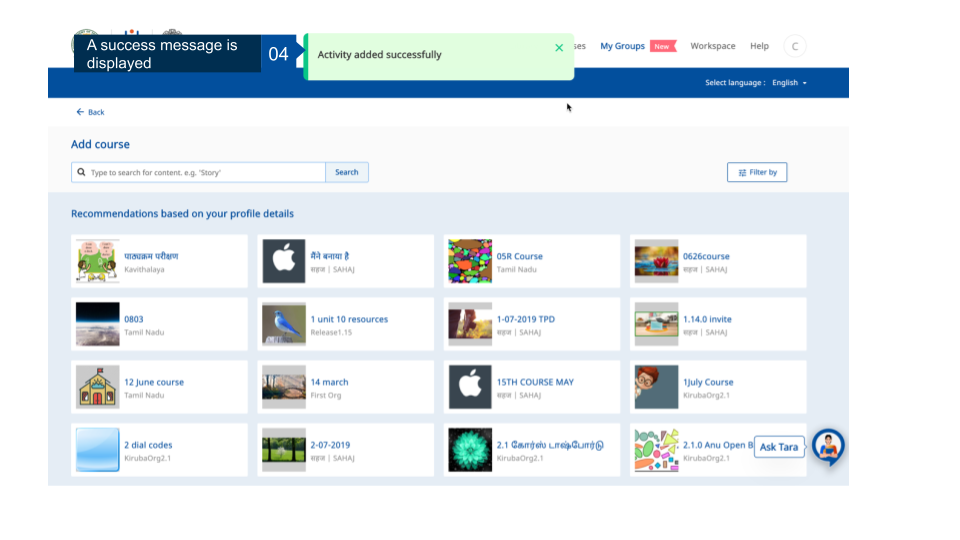 A success message is
displayed
04
Activity added successfully
ses
My Groups
New
Workspace
Help
C
Select language :
English
Back
Add course
Type to search for content. e.g. 'Story'
Search
Filter by
Recommendations based on your profile details
पाठ्यक्रम परीक्षण
Kavithalaya
मैंने बनाया है
सहज | SAHAJ
05R Course
Tamil Nadu
0626course
सहज | SAHAJ
0803
Tamil Nadu
1 unit 10 resources
Release1.15
1-07-2019 TPD
सहज | SAHAJ
1.14.0 invite
सहज | SAHAJ
12 June course
Tamil Nadu
14 march
First Org
15TH COURSE MAY
सहज | SAHAJ
1July Course
KirubaOrg2.1
2 dial codes
KirubaOrg2.1
2-07-2019
सहज | SAHAJ
2.1 கோர்ஸ் டாஷ்போர்டு
KirubaOrg2.1
2.1.0 Anu Open B
KirubaOrg2.1
Ask Tara